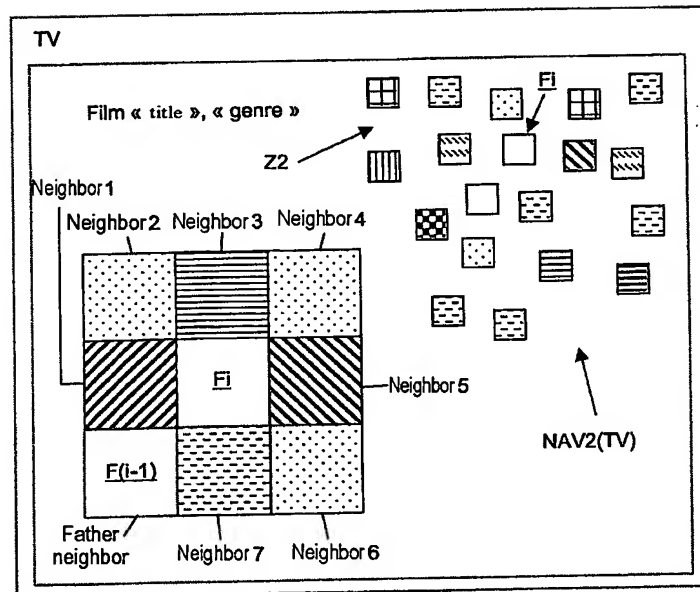 TV
Film « title », « genre »
Fi
Z2
Neighbor 1
Neighbor 2
Neighbor 3
Neighbor 4
Fi
Neighbor 5
NAV2(TV)
F(i-1)
Father
neighbor
Neighbor 7
Neighbor 6